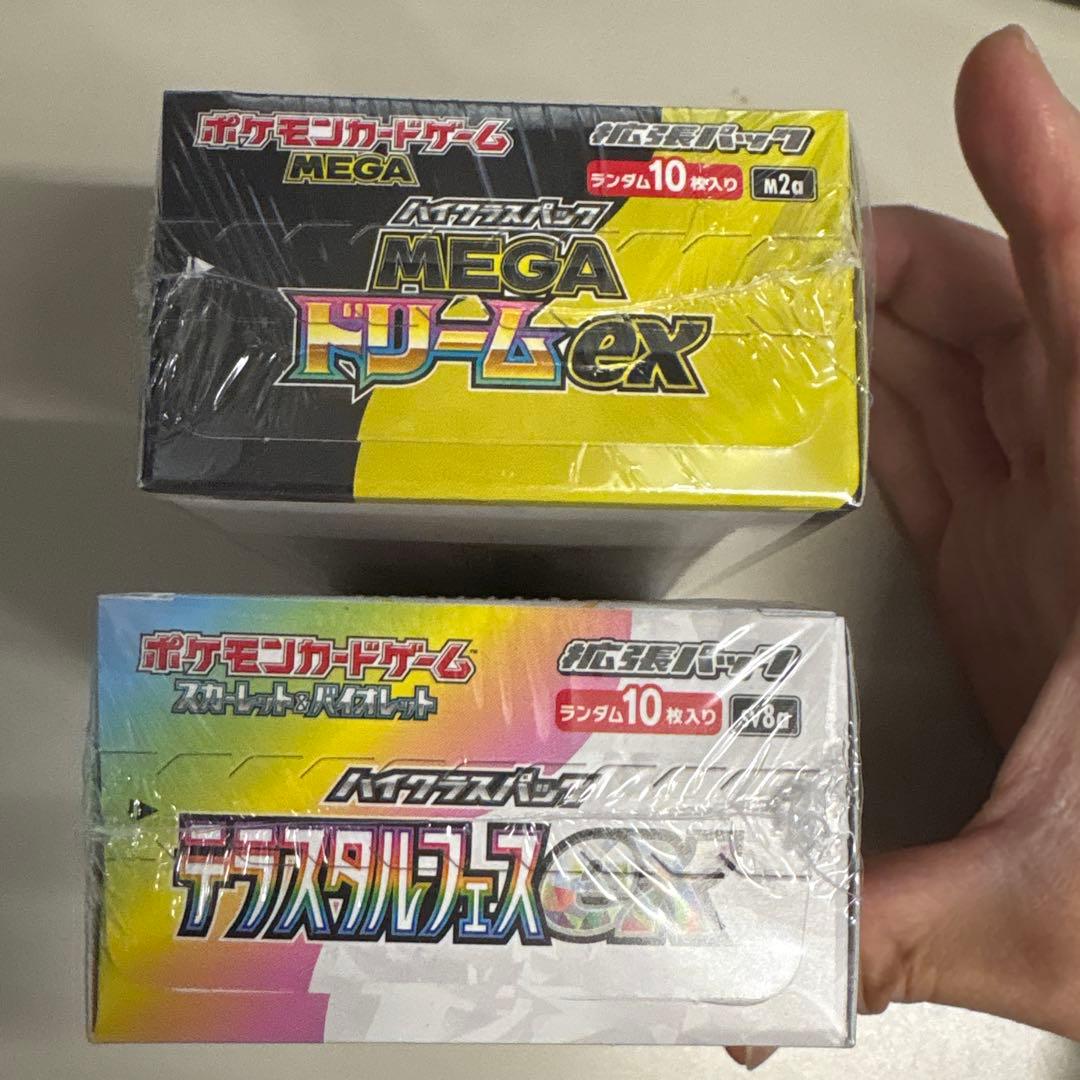 ポケモンカードゲーム
MEGA
拡張パック
ランダム10枚入り M2a
ハイクラスパック
MEGA
ドリームex
ポケモンカードゲーム™
スカーレット&バイオレット
拡張パック
ランダム10枚入り SV8a
ハイクラスパック
テラスタルフェスex